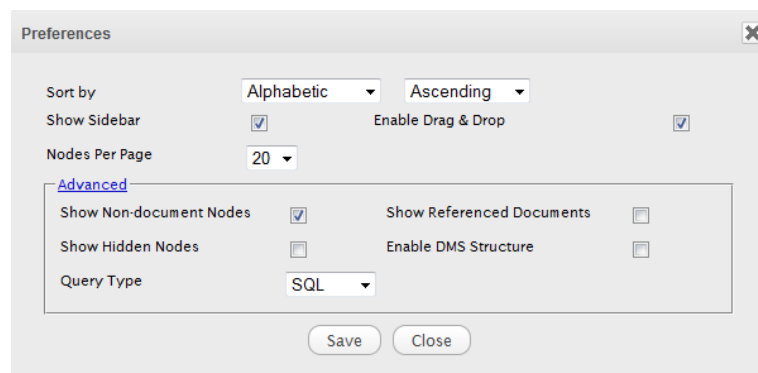 Preferences
Sort by Alphabetic Ascending
Show Sidebar Enable Drag & Drop
Nodes Per Page 20
Advanced
Show Non-document Nodes Show Referenced Documents
Show Hidden Nodes Enable DMS Structure
Query Type SQL
Save Close